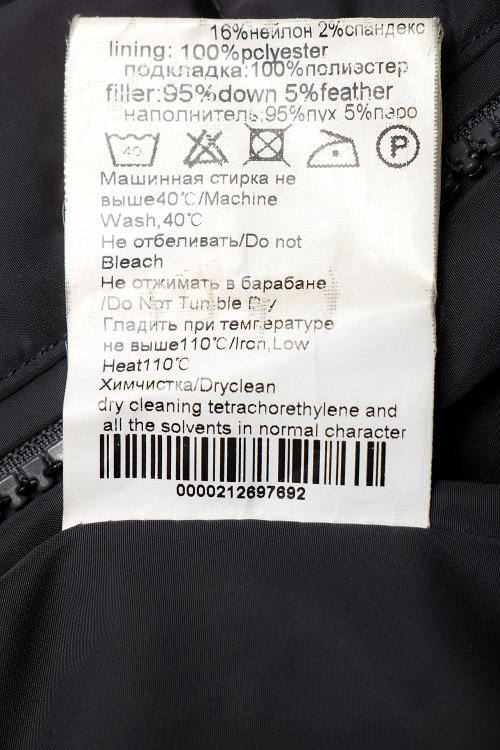 16%нейлон 2%спандекс
lining: 100%polyester
подкладка:100%полиэстер
filler:95%down 5%feather
наполнитель:95%пух 5%перо
40 P
Машинная стирка не
выше40℃/Machine
Wash,40℃
Не отбеливать/Do not
Bleach
Не отжимать в барабане
/Do Not Tumble Dry
Гладить при температуре
не выше110℃/Iron,Low
Heat110℃
Химчистка/Dryclean
dry cleaning tetrachorethylene and
all the solvents in normal character
0000212697692